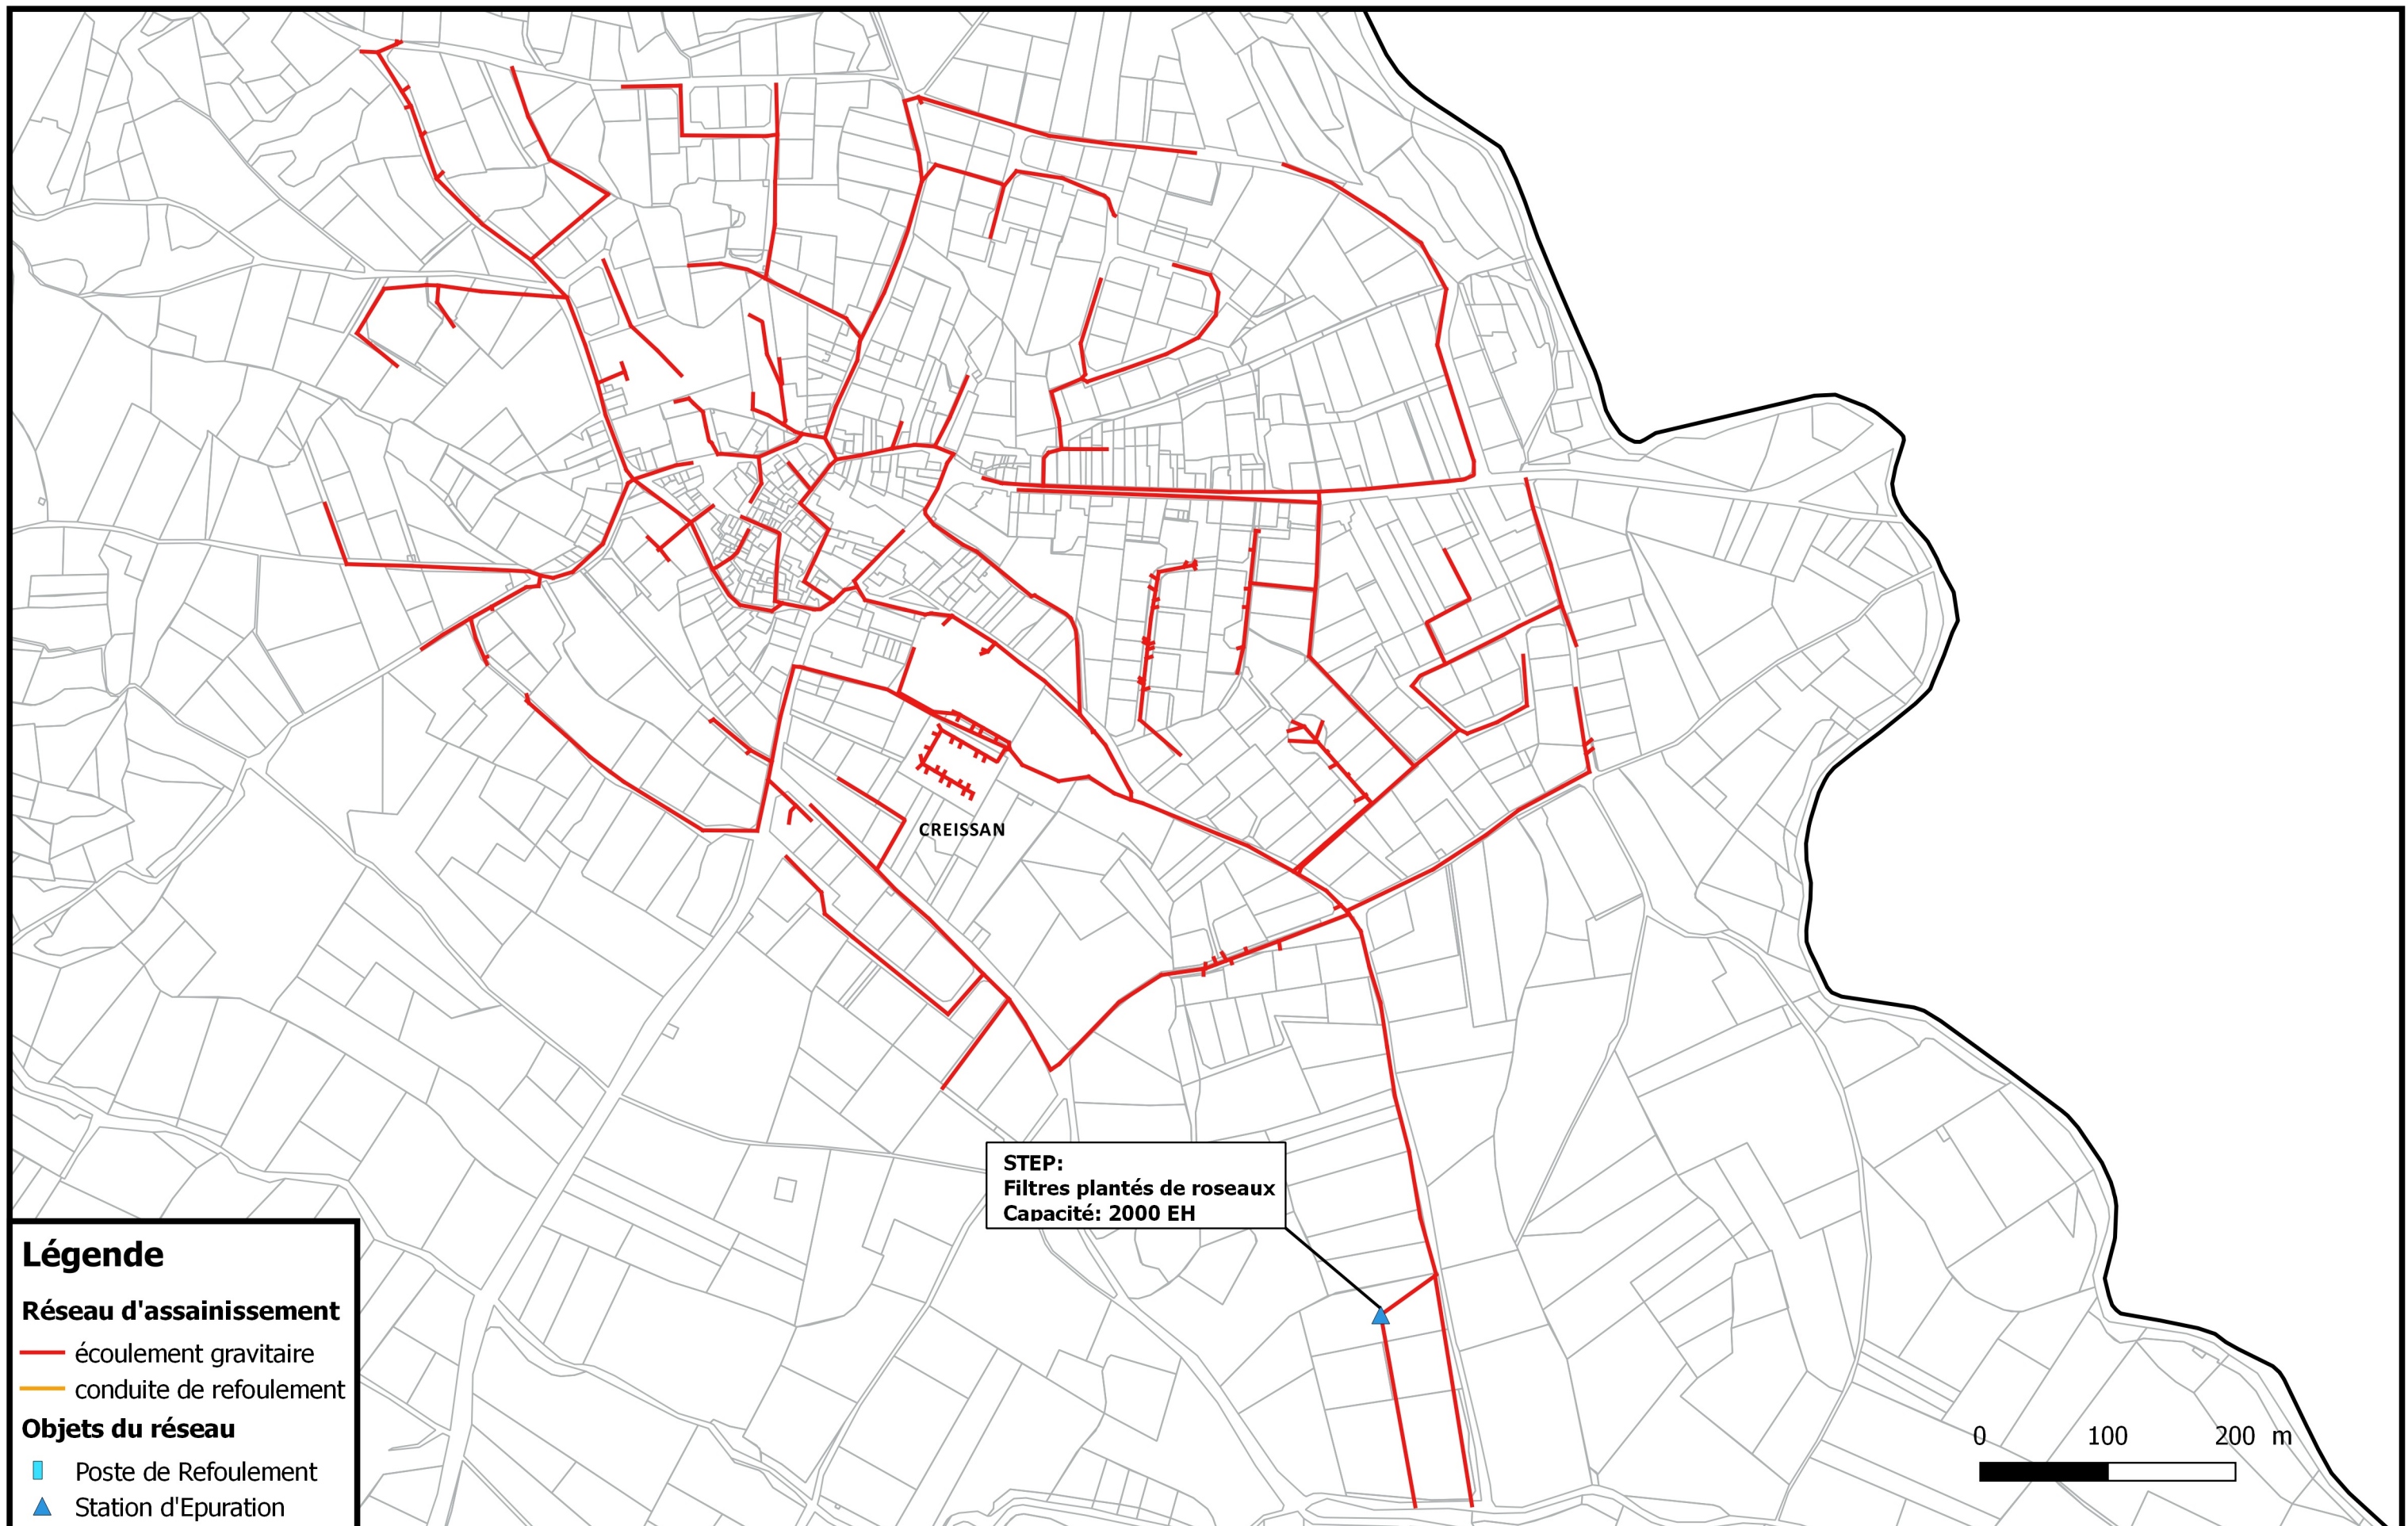 CREISSAN
STEP:
Filtres plantés de roseaux
Capacité: 2000 EH
Légende
Réseau d'assainissement
écoulement gravitaire
conduite de refoulement
Objets du réseau
Poste de Refoulement
Station d'Epuration
0 100 200 m